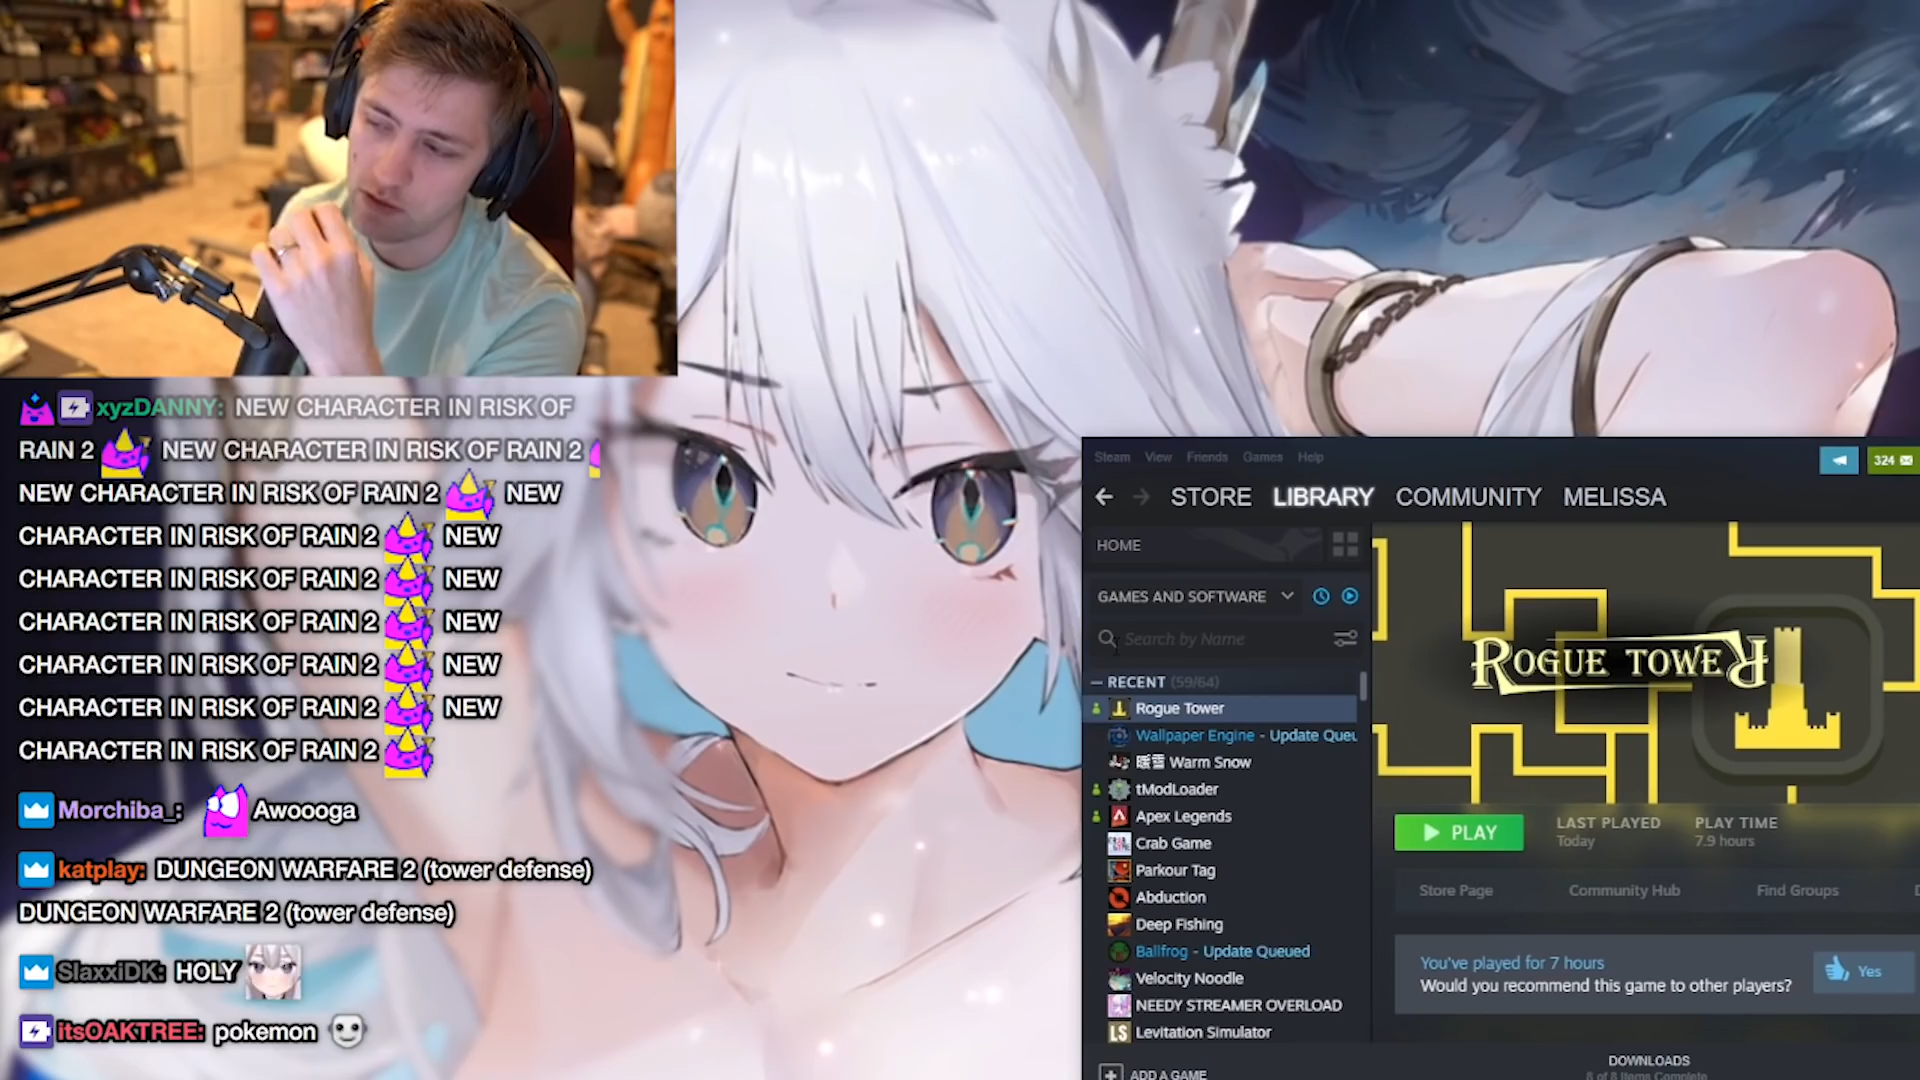 xyzDANNY: NEW CHARACTER IN RISK OF
RAIN 2 NEW CHARACTER IN RISK OF RAIN 2
NEW CHARACTER IN RISK OF RAIN 2 NEW
CHARACTER IN RISK OF RAIN 2 NEW
CHARACTER IN RISK OF RAIN 2 NEW
CHARACTER IN RISK OF RAIN 2 NEW
CHARACTER IN RISK OF RAIN 2 NEW
CHARACTER IN RISK OF RAIN 2 NEW
CHARACTER IN RISK OF RAIN 2
Morchiba_: Awoooga
katplay: DUNGEON WARFARE 2 (tower defense)
DUNGEON WARFARE 2 (tower defense)
SlaxxiDK: HOLY
itsOAKTREE: pokemon
Steam View Friends Games Help
324
STORE LIBRARY COMMUNITY MELISSA
HOME
GAMES AND SOFTWARE
Search by Name
— RECENT (59/64)
Rogue Tower
Wallpaper Engine - Update Queu
暖雪 Warm Snow
tModLoader
Apex Legends
Crab Game
Parkour Tag
Abduction
Deep Fishing
Ballfrog - Update Queued
Velocity Noodle
NEEDY STREAMER OVERLOAD
LS Levitation Simulator
ADD A GAME
ROGUE TOWER
PLAY
LAST PLAYED
Today
PLAY TIME
7.9 hours
Store Page Community Hub Find Groups
You've played for 7 hours
Would you recommend this game to other players?
Yes
DOWNLOADS
8 of 8 Items Complete